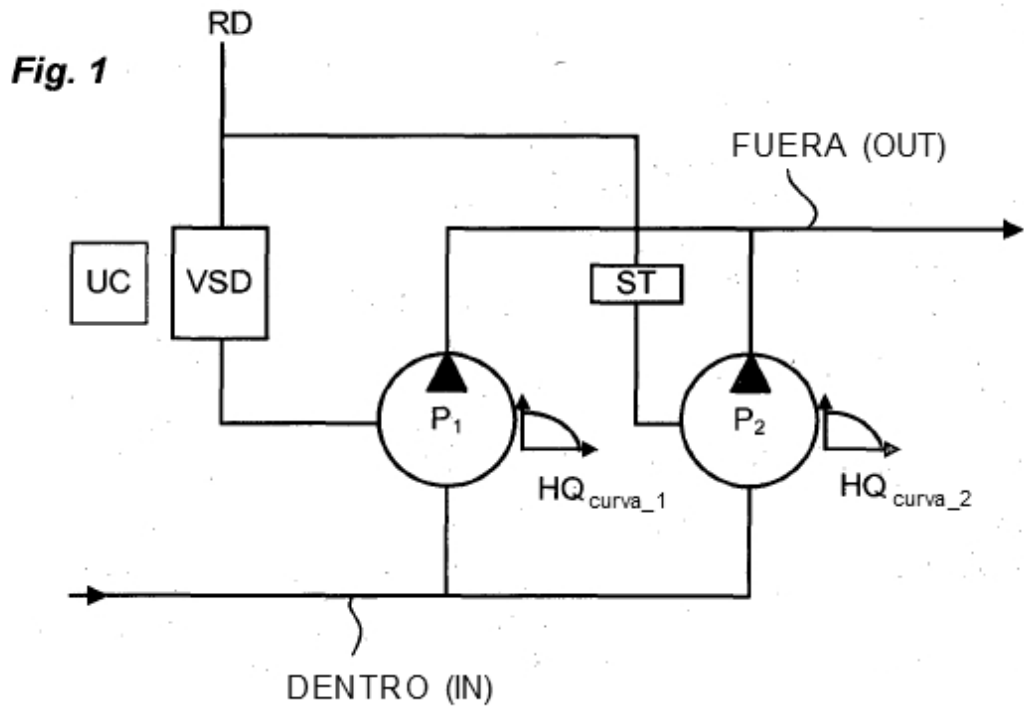 RD
Fig. 1
FUERA (OUT)
UC
VSD
ST
P₁
P₂
HQcurva_1
HQcurva_2
DENTRO (IN)